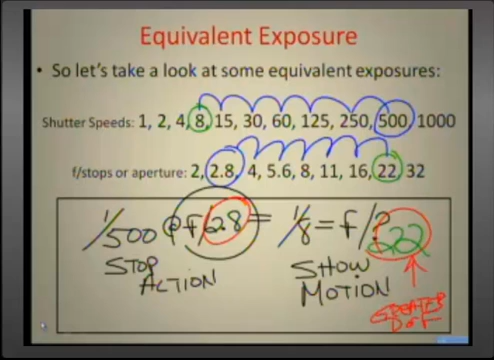 Equivalent Exposure
• So let's take a look at some equivalent exposures:
Shutter Speeds: 1, 2, 4, 8, 15, 30, 60, 125, 250, 500, 1000
f/stops or aperture: 2, 2.8, 4, 5.6, 8, 11, 16, 22, 32
1/500 @ f/2.8 = 1/8 = f/? 22
STOP ACTION
SHOW MOTION
GREATER
DOF